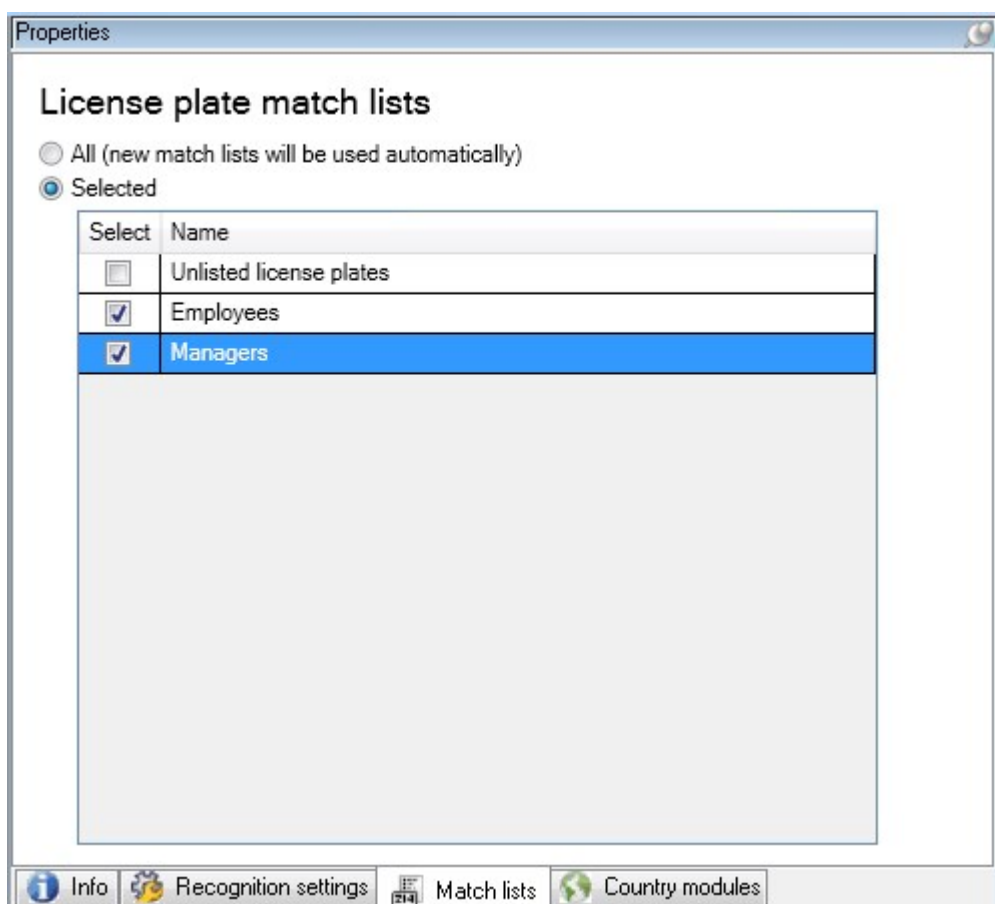 Properties
License plate match lists
All (new match lists will be used automatically)
Selected
Select Name
Unlisted license plates
Employees
Managers
Info Recognition settings Match lists Country modules